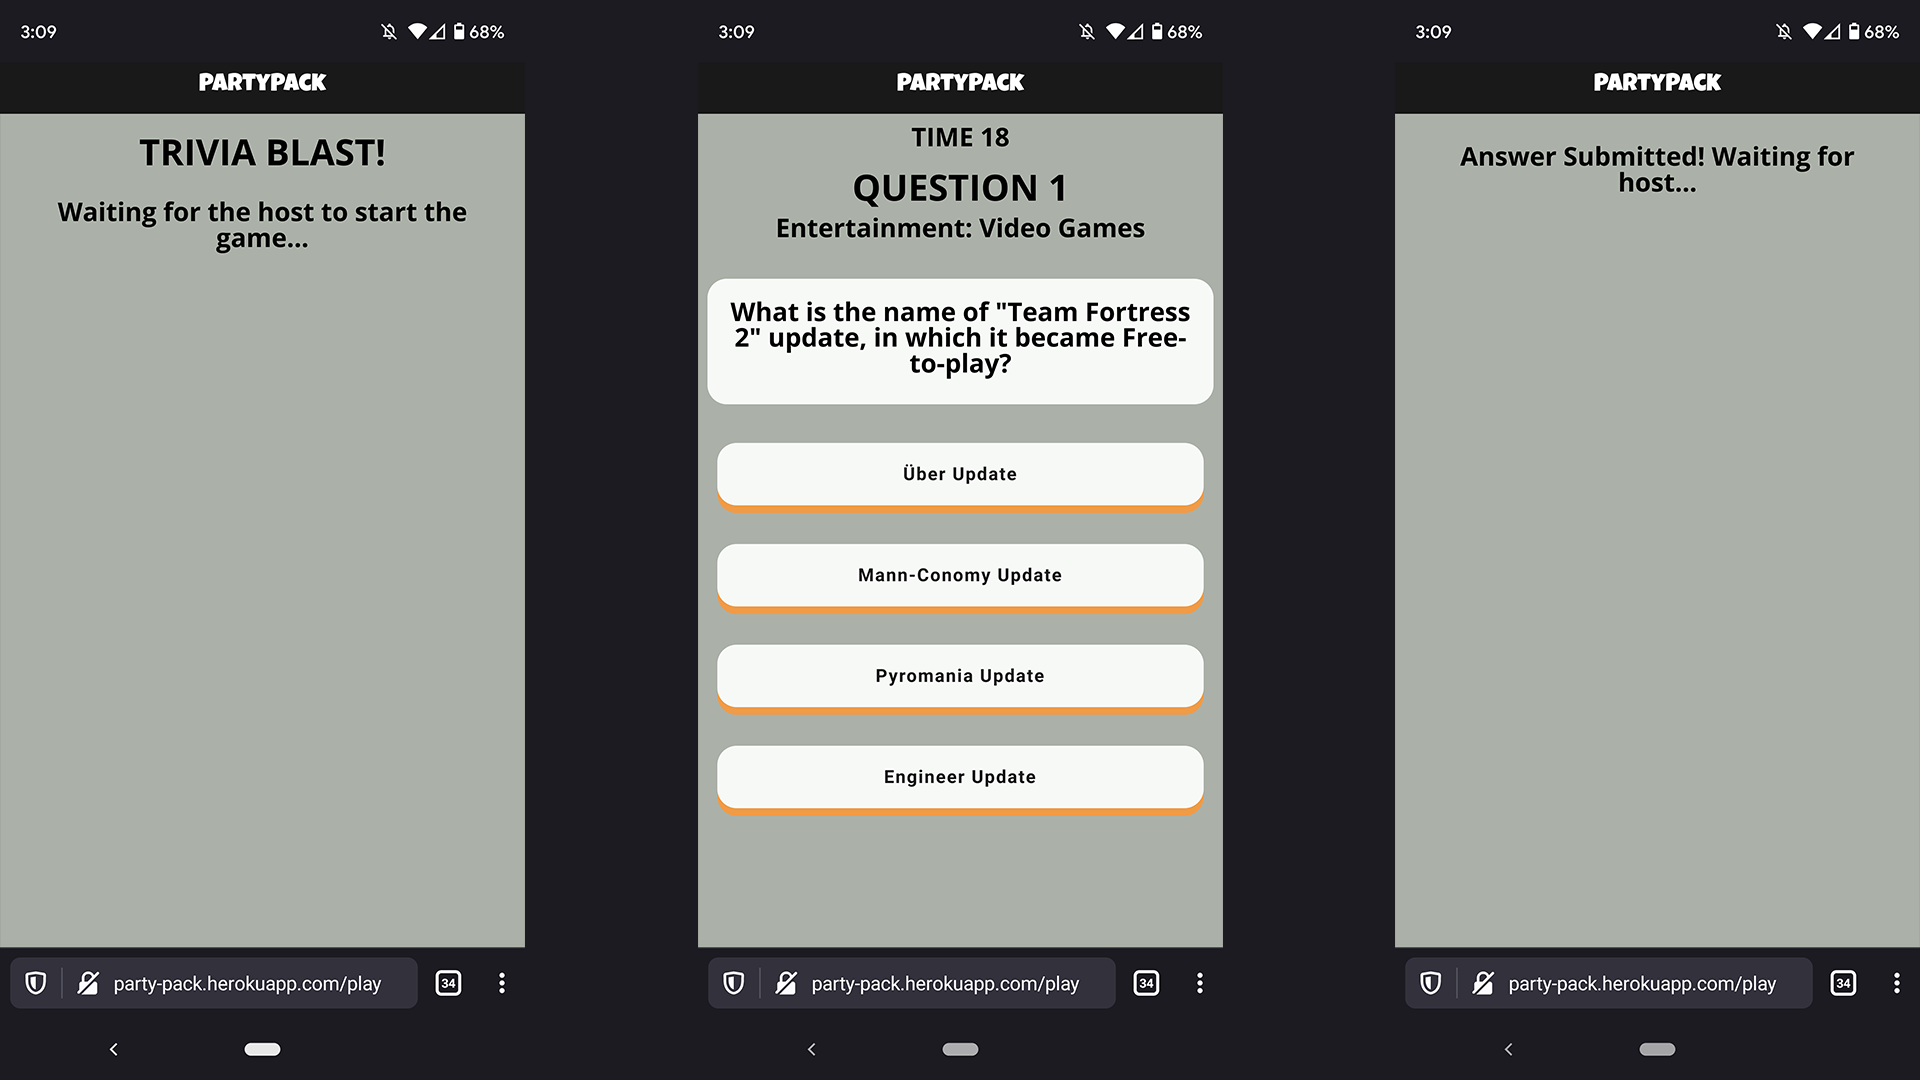 3:09
68%
PARTYPACK
TRIVIA BLAST!
Waiting for the host to start the
game...
party-pack.herokuapp.com/play
34
3:09
68%
PARTYPACK
TIME 18
QUESTION 1
Entertainment: Video Games
What is the name of "Team Fortress
2" update, in which it became Free-
to-play?
Über Update
Mann-Conomy Update
Pyromania Update
Engineer Update
party-pack.herokuapp.com/play
34
3:09
68%
PARTYPACK
Answer Submitted! Waiting for
host...
party-pack.herokuapp.com/play
34